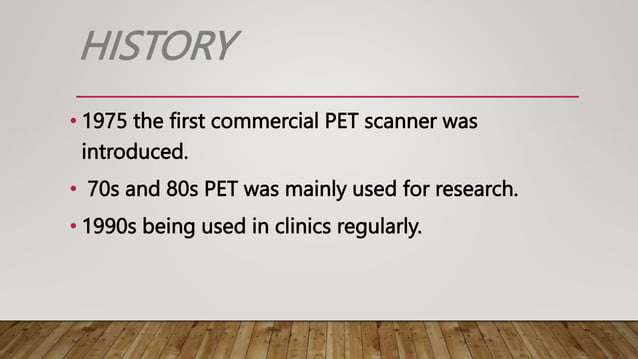 HISTORY
• 1975 the first commercial PET scanner was
introduced.
• 70s and 80s PET was mainly used for research.
• 1990s being used in clinics regularly.